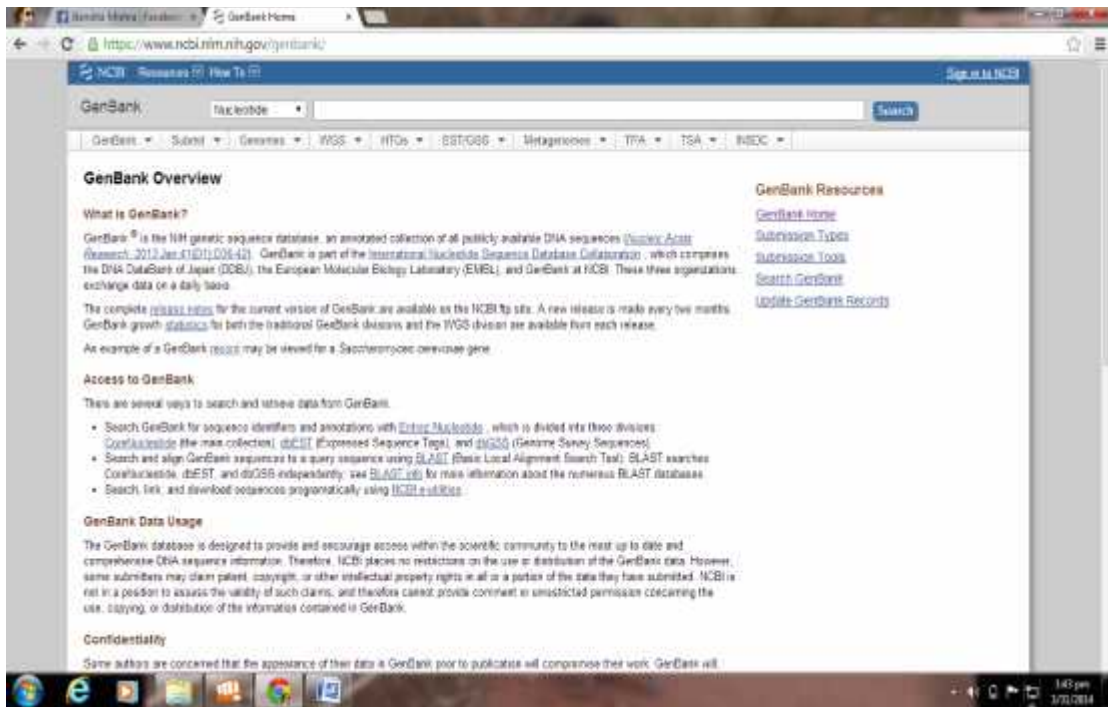 GenBank Home
https://www.ncbi.nlm.nih.gov/genbank/
NCBI Resources How To Sign in to NCBI
GenBank Nucleotide Search
GenBank Submit Genomes WGS HTGs EST/GSS Metagenomes TPA TSA INSDC
GenBank Overview
What is GenBank?
GenBank ® is the NIH genetic sequence database, an annotated collection of all publicly available DNA sequences (Nucleic Acids
Research, 2013 Jan;41(D1):D36-42). GenBank is part of the International Nucleotide Sequence Database Collaboration , which comprises
the DNA DataBank of Japan (DDBJ), the European Molecular Biology Laboratory (EMBL), and GenBank at NCBI. These three organizations
exchange data on a daily basis.
The complete release notes for the current version of GenBank are available on the NCBI ftp site. A new release is made every two months.
GenBank growth statistics for both the traditional GenBank divisions and the WGS division are available from each release.
An example of a GenBank record may be viewed for a Saccharomyces cerevisiae gene.
Access to GenBank
There are several ways to search and retrieve data from GenBank.
• Search GenBank for sequence identifiers and annotations with Entrez Nucleotide , which is divided into three divisions:
CoreNucleotide (the main collection), dbEST (Expressed Sequence Tags), and dbGSS (Genome Survey Sequences).
• Search and align GenBank sequences to a query sequence using BLAST (Basic Local Alignment Search Tool). BLAST searches
CoreNucleotide, dbEST, and dbGSS independently; see BLAST info for more information about the numerous BLAST databases.
• Search, link, and download sequences programatically using NCBI e-utilities.
GenBank Data Usage
The GenBank database is designed to provide and encourage access within the scientific community to the most up to date and
comprehensive DNA sequence information. Therefore, NCBI places no restrictions on the use or distribution of the GenBank data. However,
some submitters may claim patent, copyright, or other intellectual property rights in all or a portion of the data they have submitted. NCBI is
not in a position to assess the validity of such claims, and therefore cannot provide comment or unrestricted permission concerning the
use, copying, or distribution of the information contained in GenBank.
Confidentiality
Some authors are concerned that the appearance of their data in GenBank prior to publication will compromise their work. GenBank will,
GenBank Resources
GenBank Home
Submission Types
Submission Tools
Search GenBank
Update GenBank Records
1:43 pm